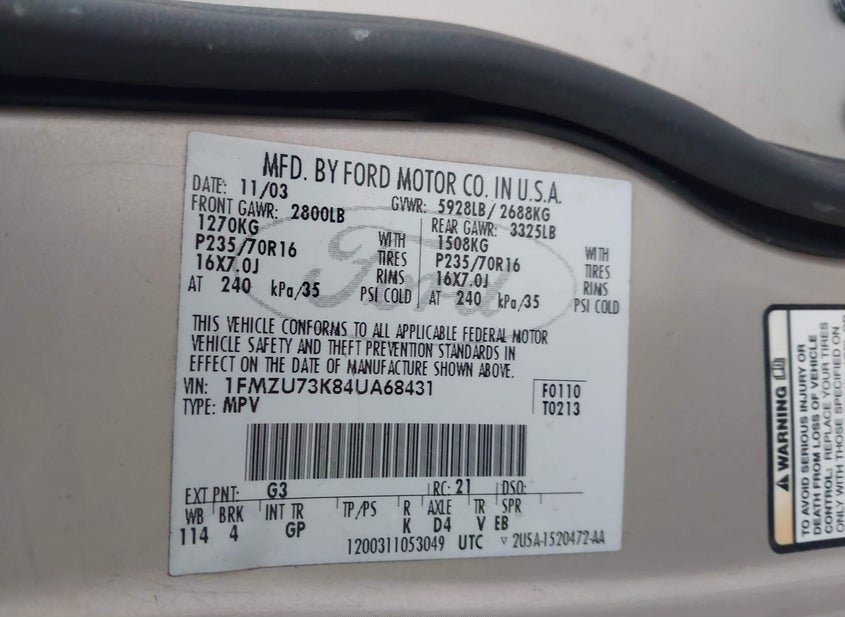 MFD. BY FORD MOTOR CO. IN U.S.A.
DATE: 11/03 GVWR: 5928LB / 2688KG
FRONT GAWR: 2800LB REAR GAWR: 3325LB
1270KG WITH 1508KG WITH
P235/70R16 TIRES P235/70R16 TIRES
16X7.0J RIMS 16X7.0J RIMS
AT 240 kPa/35 PSI COLD AT 240 kPa/35 PSI COLD
Ford
THIS VEHICLE CONFORMS TO ALL APPLICABLE FEDERAL MOTOR
VEHICLE SAFETY AND THEFT PREVENTION STANDARDS IN
EFFECT ON THE DATE OF MANUFACTURE SHOWN ABOVE.
VIN: 1FMZU73K84UA68431 F0110
TYPE: MPV T0213
EXT PNT: G3 RC: 21 DSO:
WB BRK INT TR TP/PS R AXLE TR SPR
114 4 GP K D4 V EB
1200311053049 UTC ▽ 2U5A-1520472-AA
WARNING
TO AVOID SERIOUS INJURY OR
DEATH FROM LOSS OF VEHICLE
CONTROL: REPLACE YOUR TIRES
ONLY WITH THOSE SPECIFIED ON